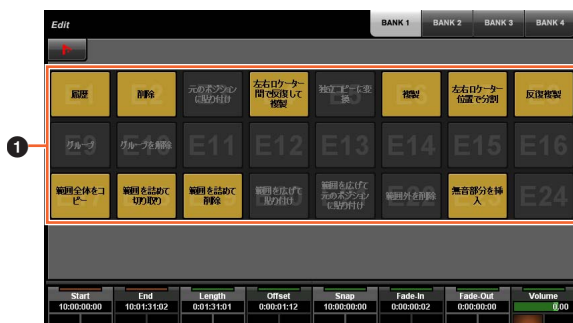 Edit
BANK 1
BANK 2
BANK 3
BANK 4
1
履歴
削除
元のポジション
に貼り付け
左右ロケーター
間で反復して
複製
独立コピーに変
換
複製
左右ロケーター
位置で分割
反復複製
グループ
グループを解除
E9
E10
E11
E12
E13
E14
E15
E16
範囲全体をコ
ピー
範囲を詰めて
切り取り
範囲を詰めて
削除
範囲を広げて
貼り付け
範囲を広げて
元のポジション
に貼り付け
範囲外を削除
無音部分を挿
入
E24
Start
End
Length
Offset
Snap
Fade-In
Fade-Out
Volume
10:00:00:00
10:01:31:02
0:01:31:01
0:00:01:12
10:00:00:00
0:00:00:02
0:00:00:00
0.00